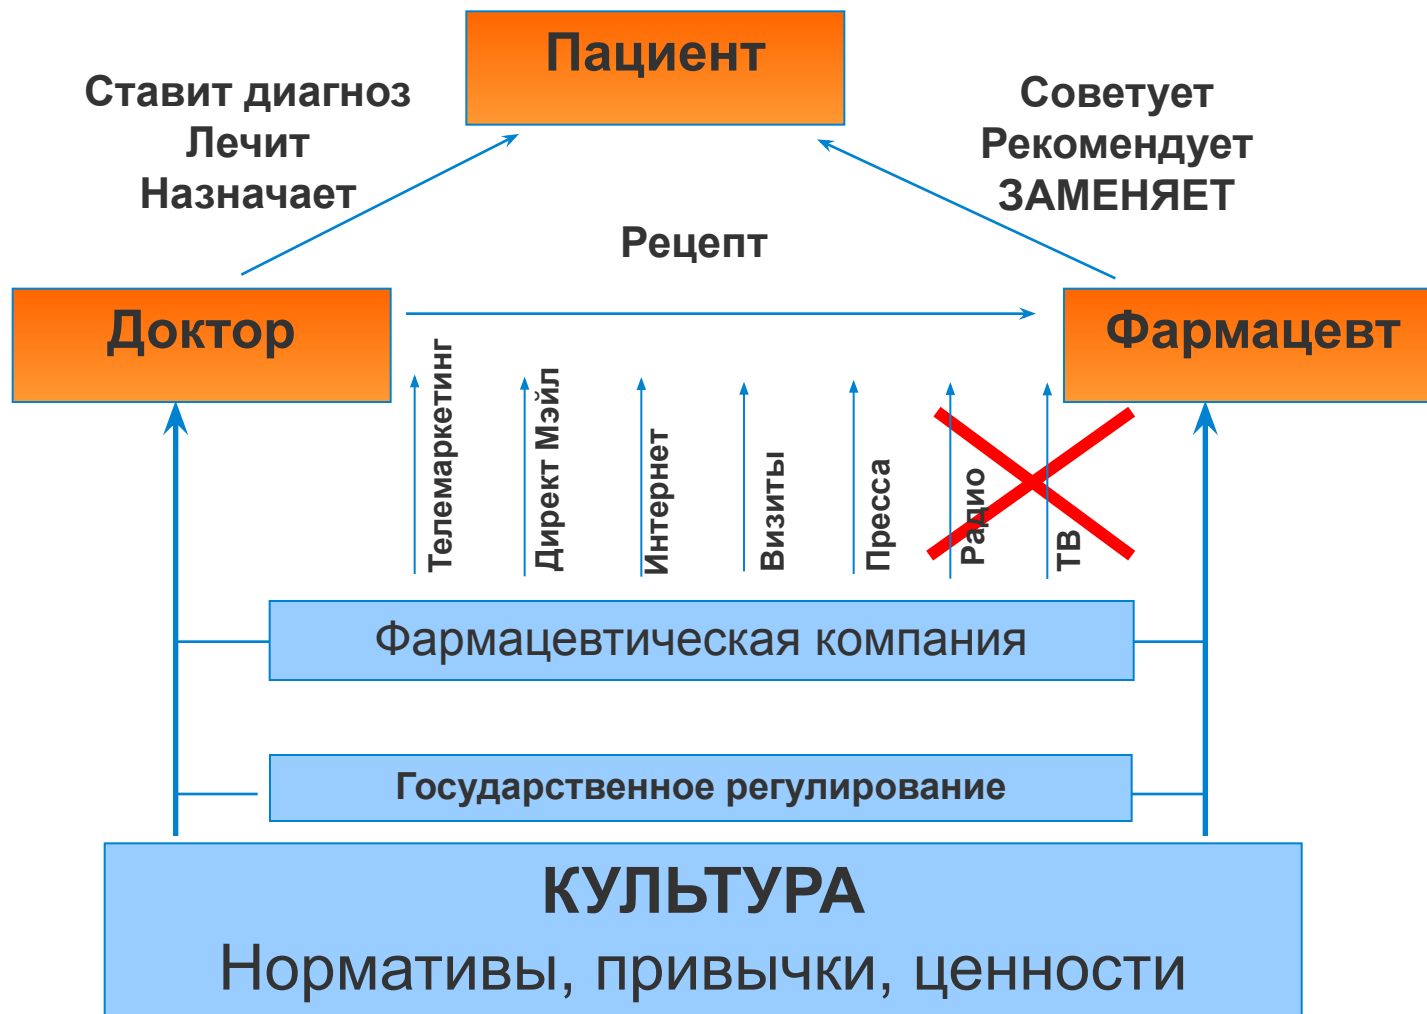 Пациент
Ставит диагноз
Лечит
Назначает
Советует
Рекомендует
ЗАМЕНЯЕТ
Рецепт
Доктор
Фармацевт
Телемаркетинг
Директ Мэйл
Интернет
Визиты
Пресса
Радио
ТВ
Фармацевтическая компания
Государственное регулирование
КУЛЬТУРА
Нормативы, привычки, ценности